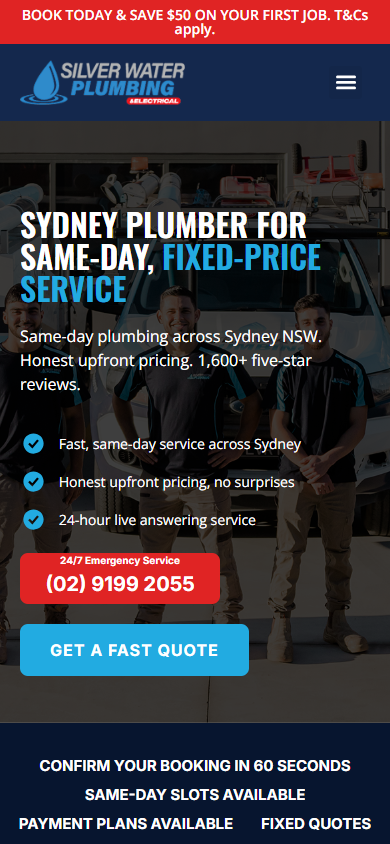 BOOK TODAY & SAVE $50 ON YOUR FIRST JOB. T&Cs
apply.
SILVER WATER
PLUMBING
& ELECTRICAL
SYDNEY PLUMBER FOR
SAME-DAY, FIXED-PRICE
SERVICE
Same-day plumbing across Sydney NSW.
Honest upfront pricing. 1,600+ five-star
reviews.
Fast, same-day service across Sydney
Honest upfront pricing, no surprises
24-hour live answering service
24/7 Emergency Service
(02) 9199 2055
GET A FAST QUOTE
CONFIRM YOUR BOOKING IN 60 SECONDS
SAME-DAY SLOTS AVAILABLE
PAYMENT PLANS AVAILABLE FIXED QUOTES